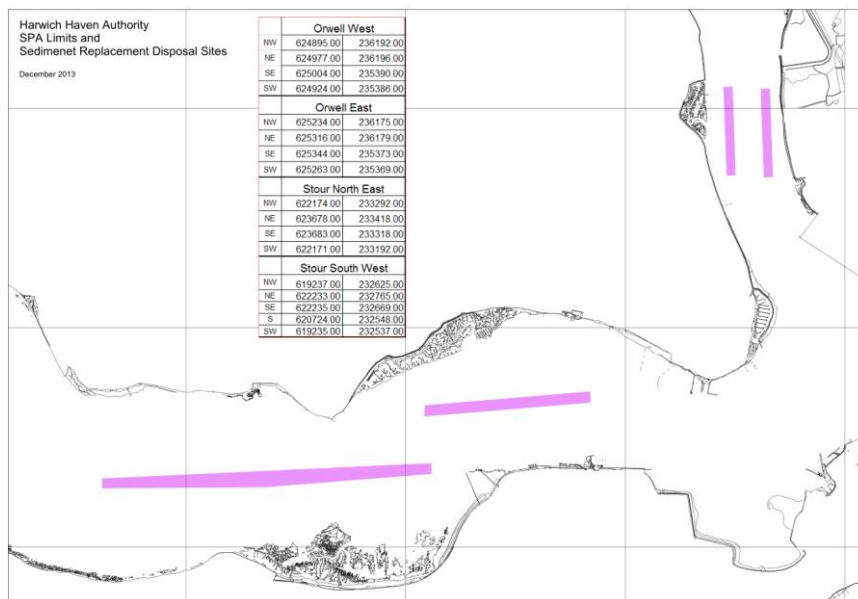 Harwich Haven Authority
SPA Limits and
Sedimenet Replacement Disposal Sites
December 2013
Orwell West
NW 624895.00 236192.00
NE 624977.00 236196.00
SE 625004.00 235390.00
SW 624924.00 235386.00
Orwell East
NW 625234.00 236175.00
NE 625316.00 236179.00
SE 625344.00 235373.00
SW 625263.00 235369.00
Stour North East
NW 622174.00 233292.00
NE 623678.00 233418.00
SE 623683.00 233318.00
SW 622171.00 233192.00
Stour South West
NW 619237.00 232625.00
NE 622233.00 232765.00
SE 622235.00 232669.00
S 620724.00 232548.00
SW 619235.00 232537.00